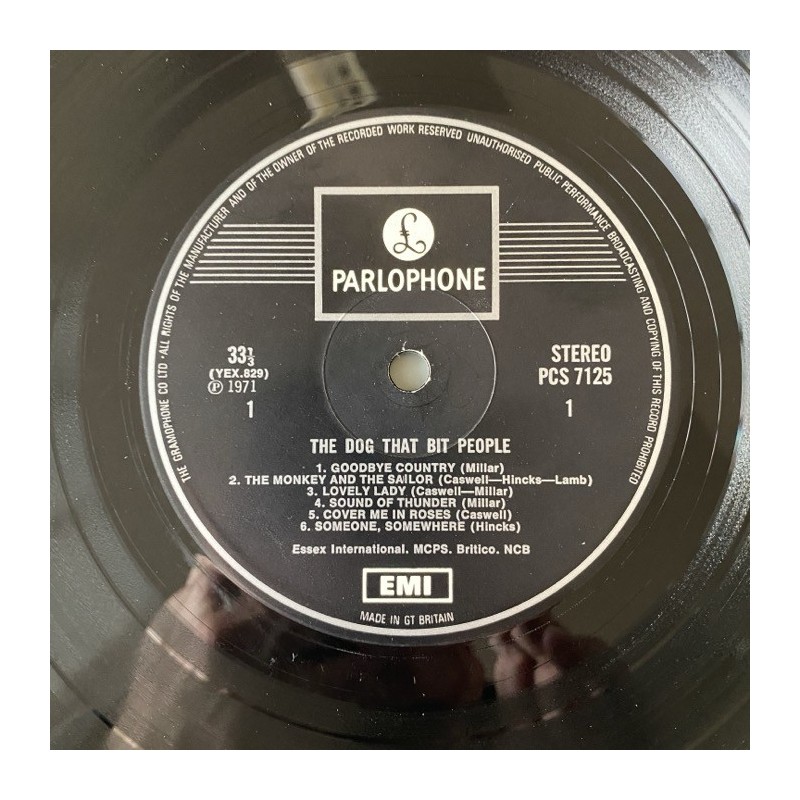 THE GRAMOPHONE CO LTD · ALL RIGHTS OF THE MANUFACTURER AND OF THE OWNER OF THE RECORDED WORK RESERVED UNAUTHORISED PUBLIC PERFORMANCE BROADCASTING AND COPYING OF THIS RECORD PROHIBITED
£
PARLOPHONE
33⅓
(YEX.829)
℗ 1971
1
STEREO
PCS 7125
1
THE DOG THAT BIT PEOPLE
1. GOODBYE COUNTRY (Millar)
2. THE MONKEY AND THE SAILOR (Caswell—Hincks—Lamb)
3. LOVELY LADY (Caswell—Millar)
4. SOUND OF THUNDER (Millar)
5. COVER ME IN ROSES (Caswell)
6. SOMEONE, SOMEWHERE (Hincks)
Essex International. MCPS. Britico. NCB
EMI
MADE IN GT BRITAIN